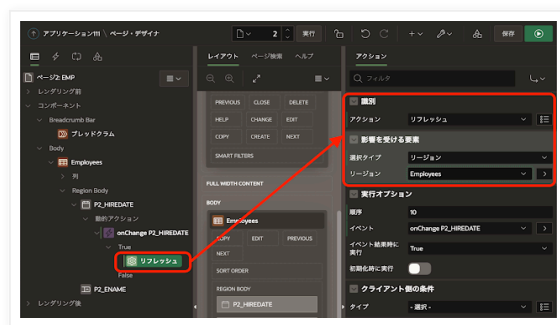 アプリケーション111 \ ページ・デザイナ
2
実行
保存
ページ2: EMP
レンダリング前
コンポーネント
Breadcrumb Bar
ブレッドクラム
Body
Employees
列
Region Body
P2_HIREDATE
動的アクション
onChange P2_HIREDATE
True
リフレッシュ
False
P2_ENAME
レンダリング後
レイアウト ページ検索 ヘルプ
PREVIOUS CLOSE DELETE
HELP CHANGE EDIT
COPY CREATE NEXT
SMART FILTERS
FULL WIDTH CONTENT
BODY
Employees
COPY EDIT PREVIOUS
NEXT
SORT ORDER
REGION BODY
P2_HIREDATE
アクション
フィルタ
識別
アクション リフレッシュ
影響を受ける要素
選択タイプ リージョン
リージョン Employees
実行オプション
順序 10
イベント onChange P2_HIREDATE
イベント結果時に実行 True
初期化時に実行
クライアント側の条件
タイプ - 選択 -